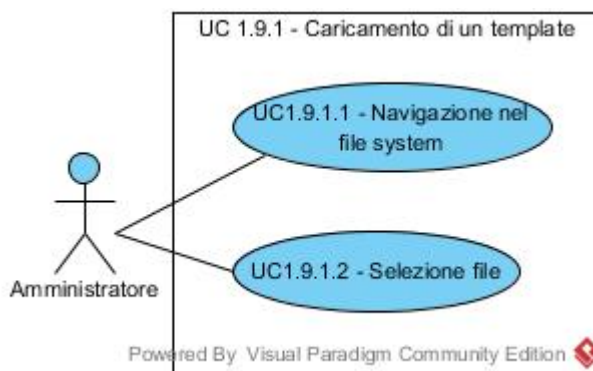 UC 1.9.1 - Caricamento di un template
UC1.9.1.1 - Navigazione nel
file system
Amministratore
UC1.9.1.2 - Selezione file
Powered By Visual Paradigm Community Edition